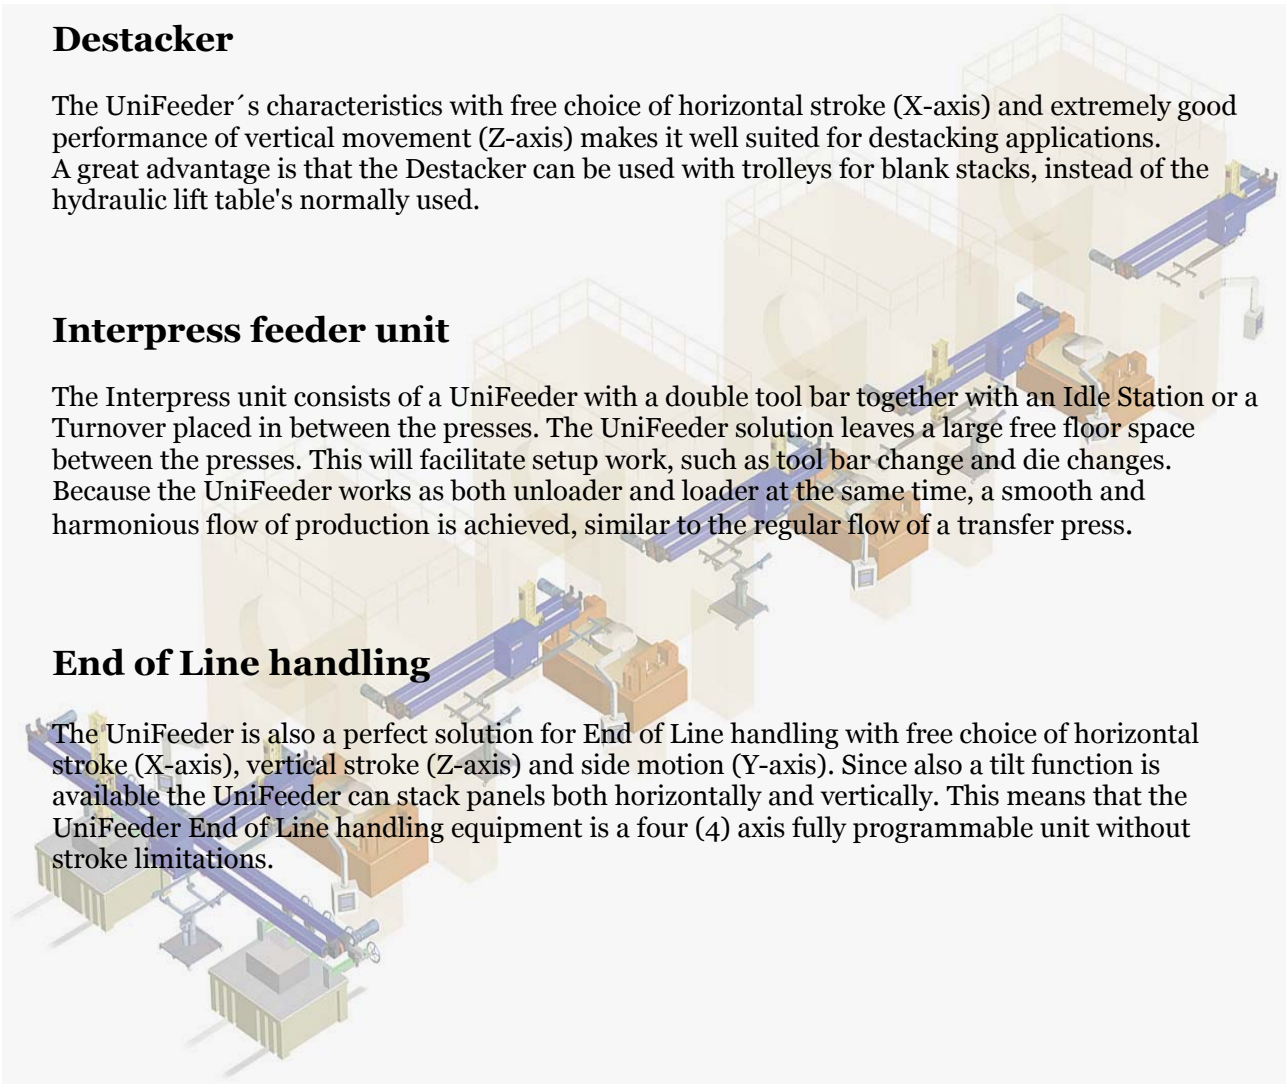 Destacker
The UniFeeder´s characteristics with free choice of horizontal stroke (X-axis) and extremely good
performance of vertical movement (Z-axis) makes it well suited for destacking applications.
A great advantage is that the Destacker can be used with trolleys for blank stacks, instead of the
hydraulic lift table's normally used.
Interpress feeder unit
The Interpress unit consists of a UniFeeder with a double tool bar together with an Idle Station or a
Turnover placed in between the presses. The UniFeeder solution leaves a large free floor space
between the presses. This will facilitate setup work, such as tool bar change and die changes.
Because the UniFeeder works as both unloader and loader at the same time, a smooth and
harmonious flow of production is achieved, similar to the regular flow of a transfer press.
End of Line handling
The UniFeeder is also a perfect solution for End of Line handling with free choice of horizontal
stroke (X-axis), vertical stroke (Z-axis) and side motion (Y-axis). Since also a tilt function is
available the UniFeeder can stack panels both horizontally and vertically. This means that the
UniFeeder End of Line handling equipment is a four (4) axis fully programmable unit without
stroke limitations.